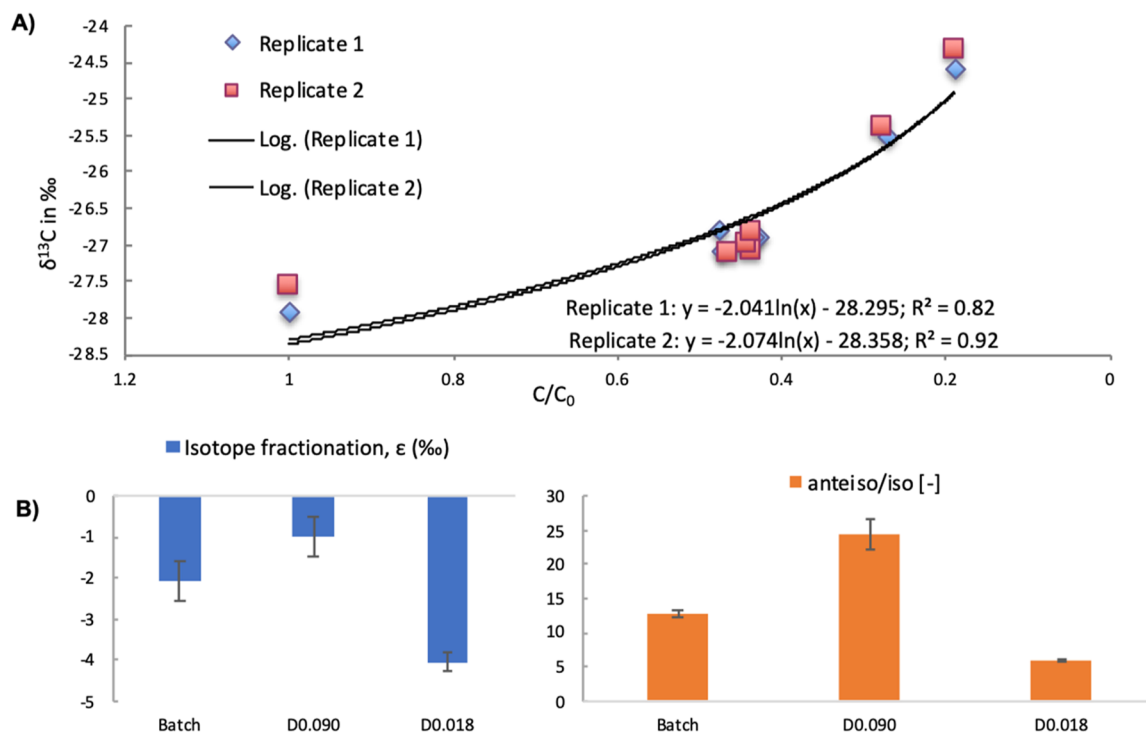 A)
-24
-24.5
-25
-25.5
-26
-26.5
-27
-27.5
-28
-28.5
δ¹³C in ‰
Replicate 1
Replicate 2
Log. (Replicate 1)
Log. (Replicate 2)
Replicate 1: y = -2.041ln(x) - 28.295; R² = 0.82
Replicate 2: y = -2.074ln(x) - 28.358; R² = 0.92
1.2 1 0.8 0.6 0.4 0.2 0
C/C₀
B)
Isotope fractionation, ε (‰)
0
-1
-2
-3
-4
-5
Batch D0.090 D0.018
anteiso/iso [-]
30
25
20
15
10
5
0
Batch D0.090 D0.018